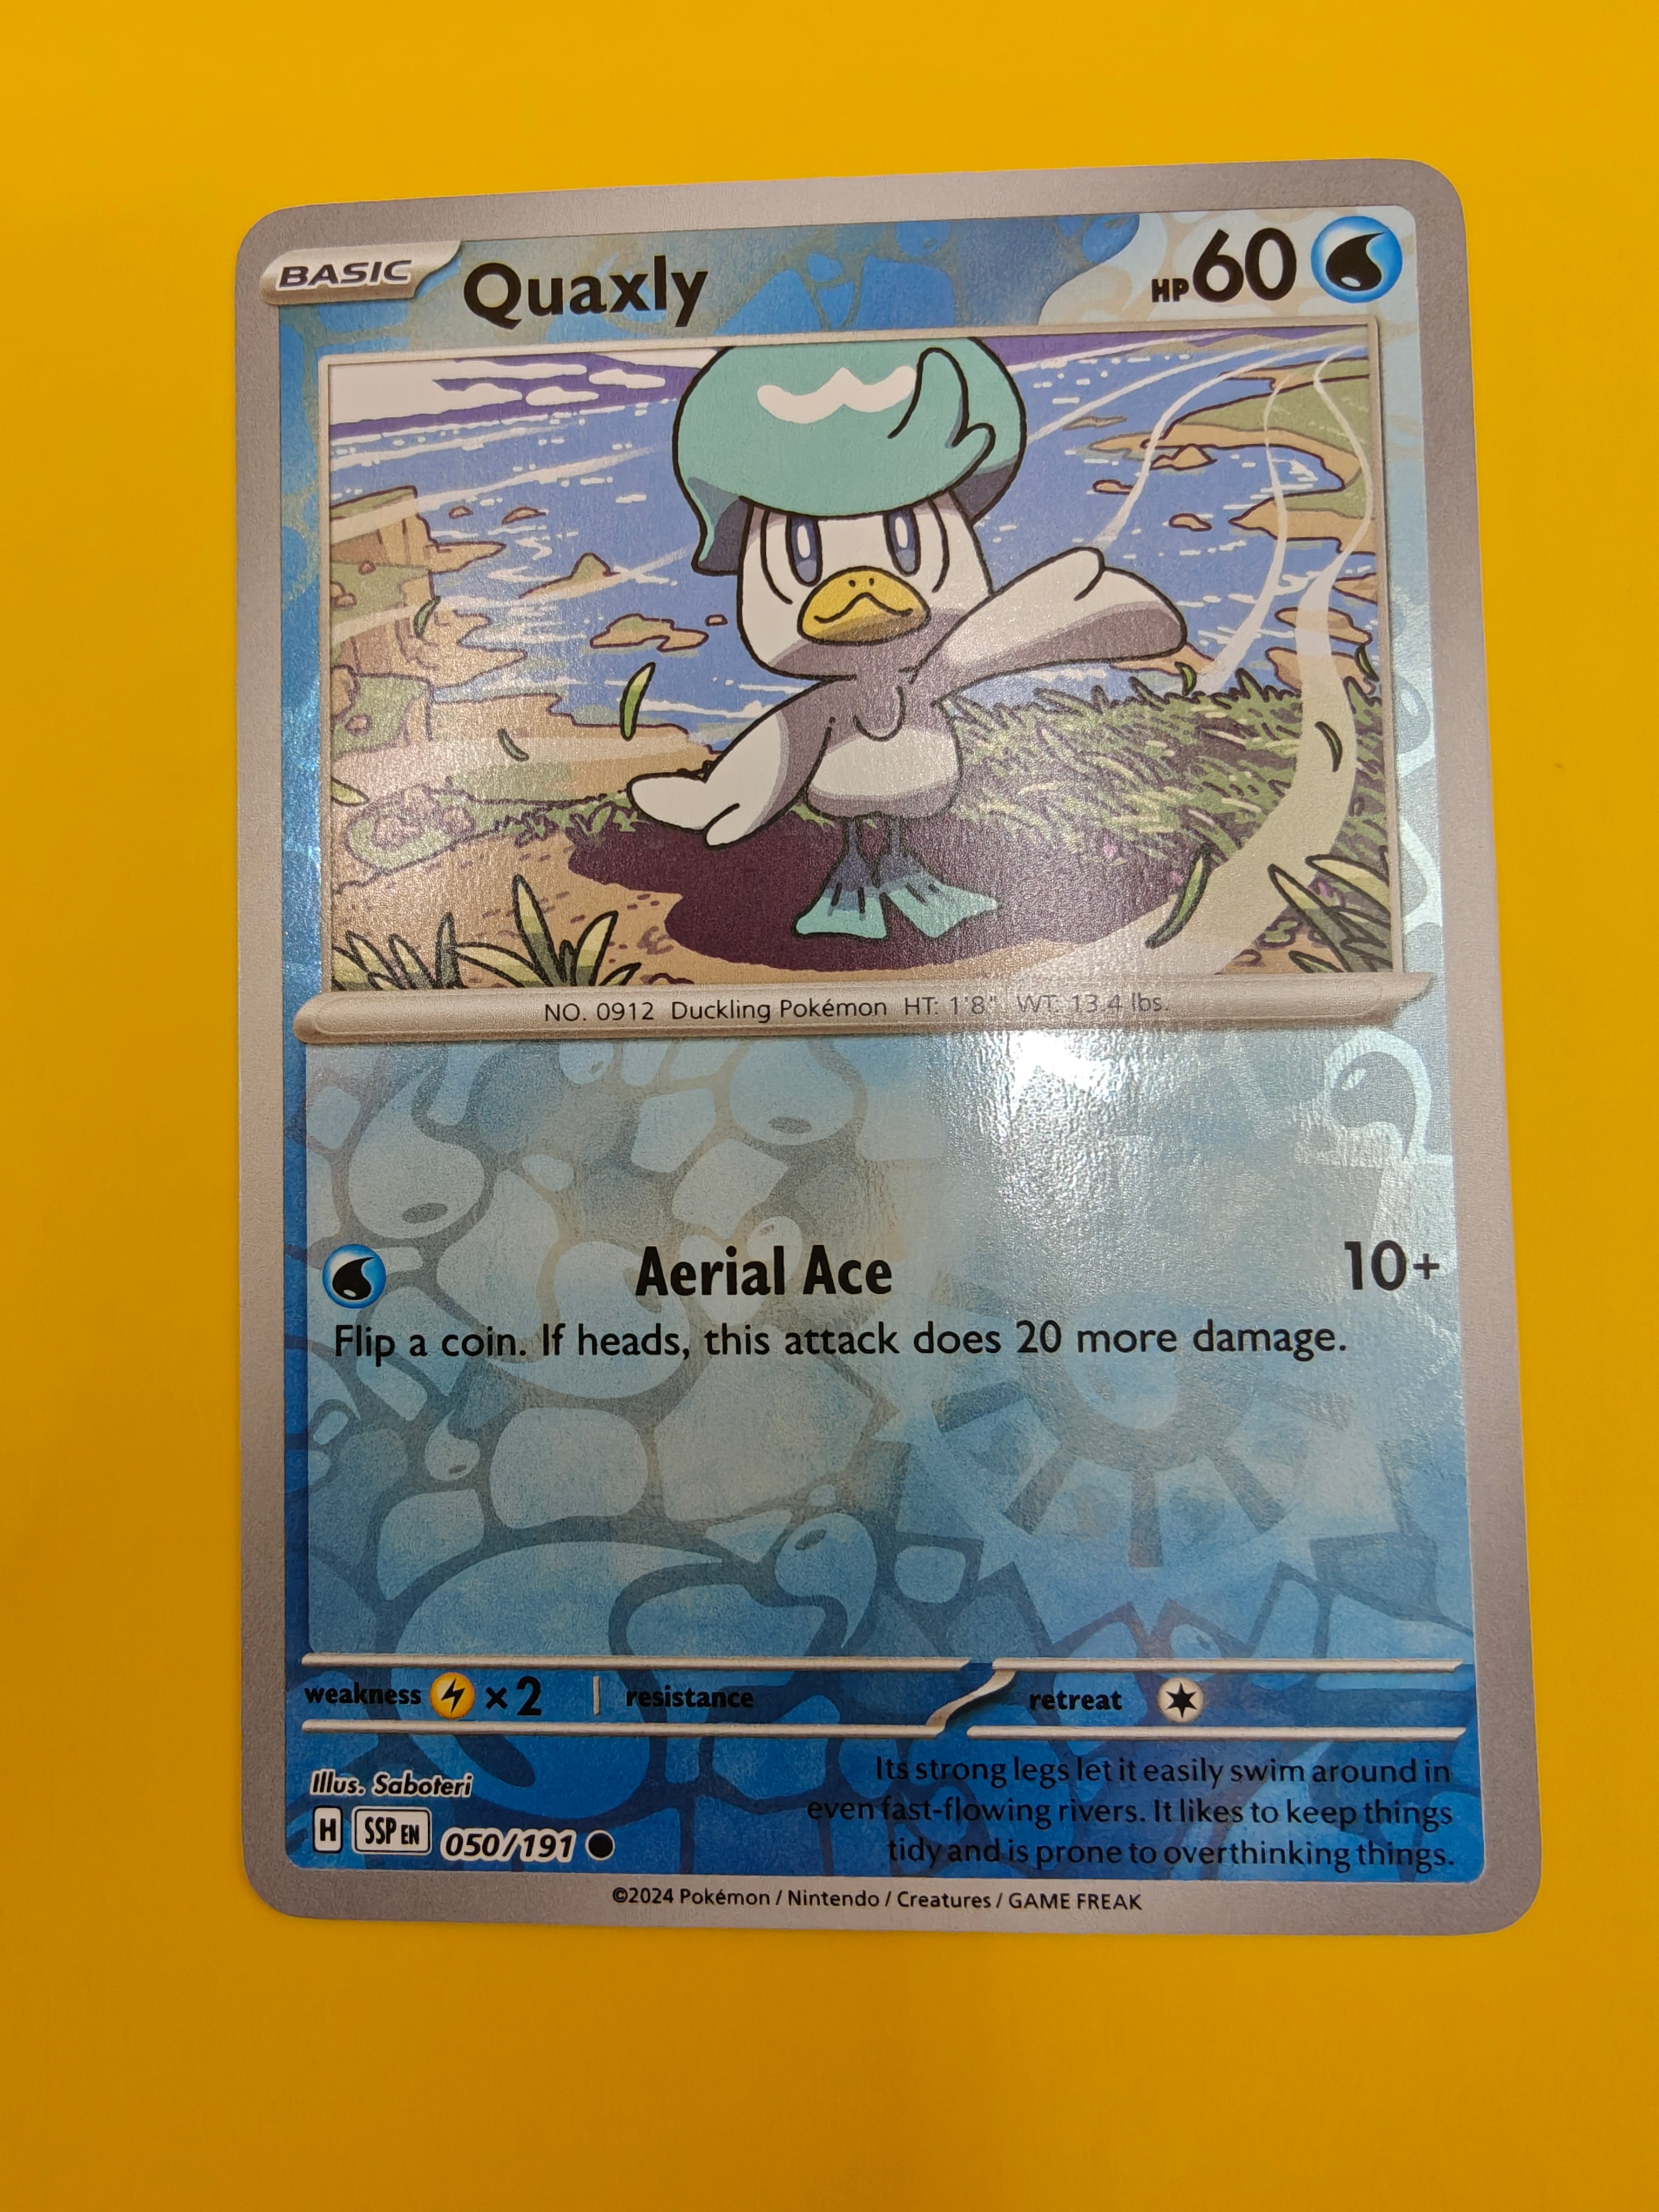 BASIC Quaxly HP 60
NO. 0912 Duckling Pokémon HT: 1'8" WT: 13.4 lbs.
Aerial Ace 10+
Flip a coin. If heads, this attack does 20 more damage.
weakness ×2 resistance retreat
Its strong legs let it easily swim around in
even fast-flowing rivers. It likes to keep things
tidy and is prone to overthinking things.
Illus. Saboteri
H SSP EN 050/191
©2024 Pokémon / Nintendo / Creatures / GAME FREAK